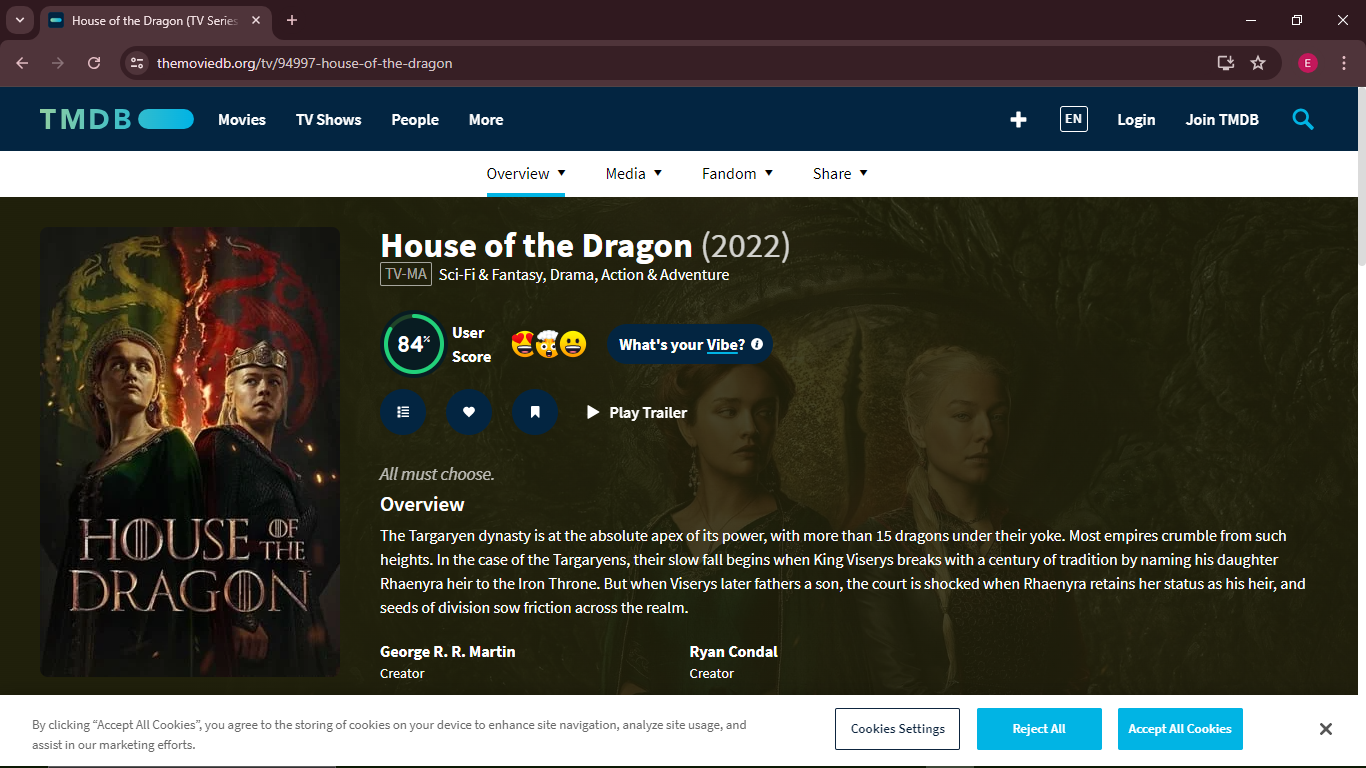 House of the Dragon (TV Series
themoviedb.org/tv/94997-house-of-the-dragon
E
TMDB
Movies
TV Shows
People
More
EN
Login
Join TMDB
Overview
Media
Fandom
Share
House of the Dragon (2022)
TV-MA Sci-Fi & Fantasy, Drama, Action & Adventure
84%
User
Score
What's your Vibe?
Play Trailer
All must choose.
Overview
The Targaryen dynasty is at the absolute apex of its power, with more than 15 dragons under their yoke. Most empires crumble from such
heights. In the case of the Targaryens, their slow fall begins when King Viserys breaks with a century of tradition by naming his daughter
Rhaenyra heir to the Iron Throne. But when Viserys later fathers a son, the court is shocked when Rhaenyra retains her status as his heir, and
seeds of division sow friction across the realm.
George R. R. Martin
Creator
Ryan Condal
Creator
HOUSE OF THE
DRAGON
By clicking “Accept All Cookies”, you agree to the storing of cookies on your device to enhance site navigation, analyze site usage, and
assist in our marketing efforts.
Cookies Settings
Reject All
Accept All Cookies